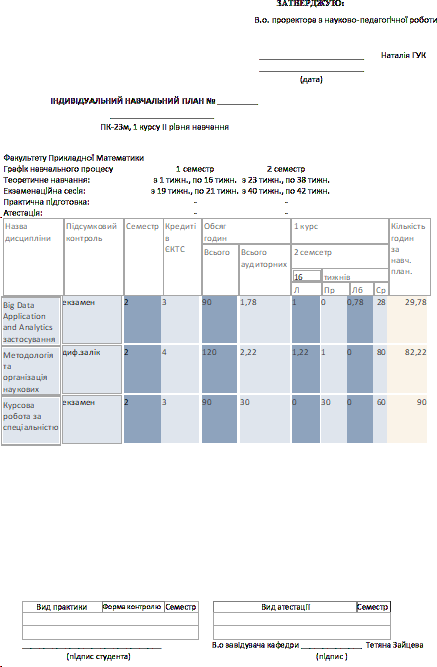 ЗАТВЕРДЖУЮ:
В.о. проректора з науково-педагогічної роботи
Наталія ГУК
(дата)
ІНДИВІДУАЛЬНИЙ НАВЧАЛЬНИЙ ПЛАН №
ПК-23м, 1 курсу ІІ рівня навчання
Факультету Прикладної Математики
Графік навчального процесу 1 семестр 2 семестр
Теоретичне навчання: з 1 тижн., по 16 тижн. з 23 тижн., по 38 тижн.
Екзаменаційна сесія: з 19 тижн., по 21 тижн. з 40 тижн., по 42 тижн.
Практична підготовка: - -
Атестація: - -
Назва дисципліни Підсумковий контроль Семестр Кредитів ЄКТС Обсяг годин 1 курс Кількість годин за навч. план.
Всього Всього аудиторних 2 семсетр
16 тижнів
Л Пр Лб Ср
Big Data Application and Analytics застосування екзамен 2 3 90 1,78 1 0 0,78 28 29,78
Методологія та організація наукових диф.залік 2 4 120 2,22 1,22 1 0 80 82,22
Курсова робота за спеціальністю екзамен 2 3 90 30 0 30 0 60 90
Вид практики Форма контролю Семестр Вид атестації Семестр
В.о завідувача кафедри Тетяна Зайцева
(підпис студента) (підпис )